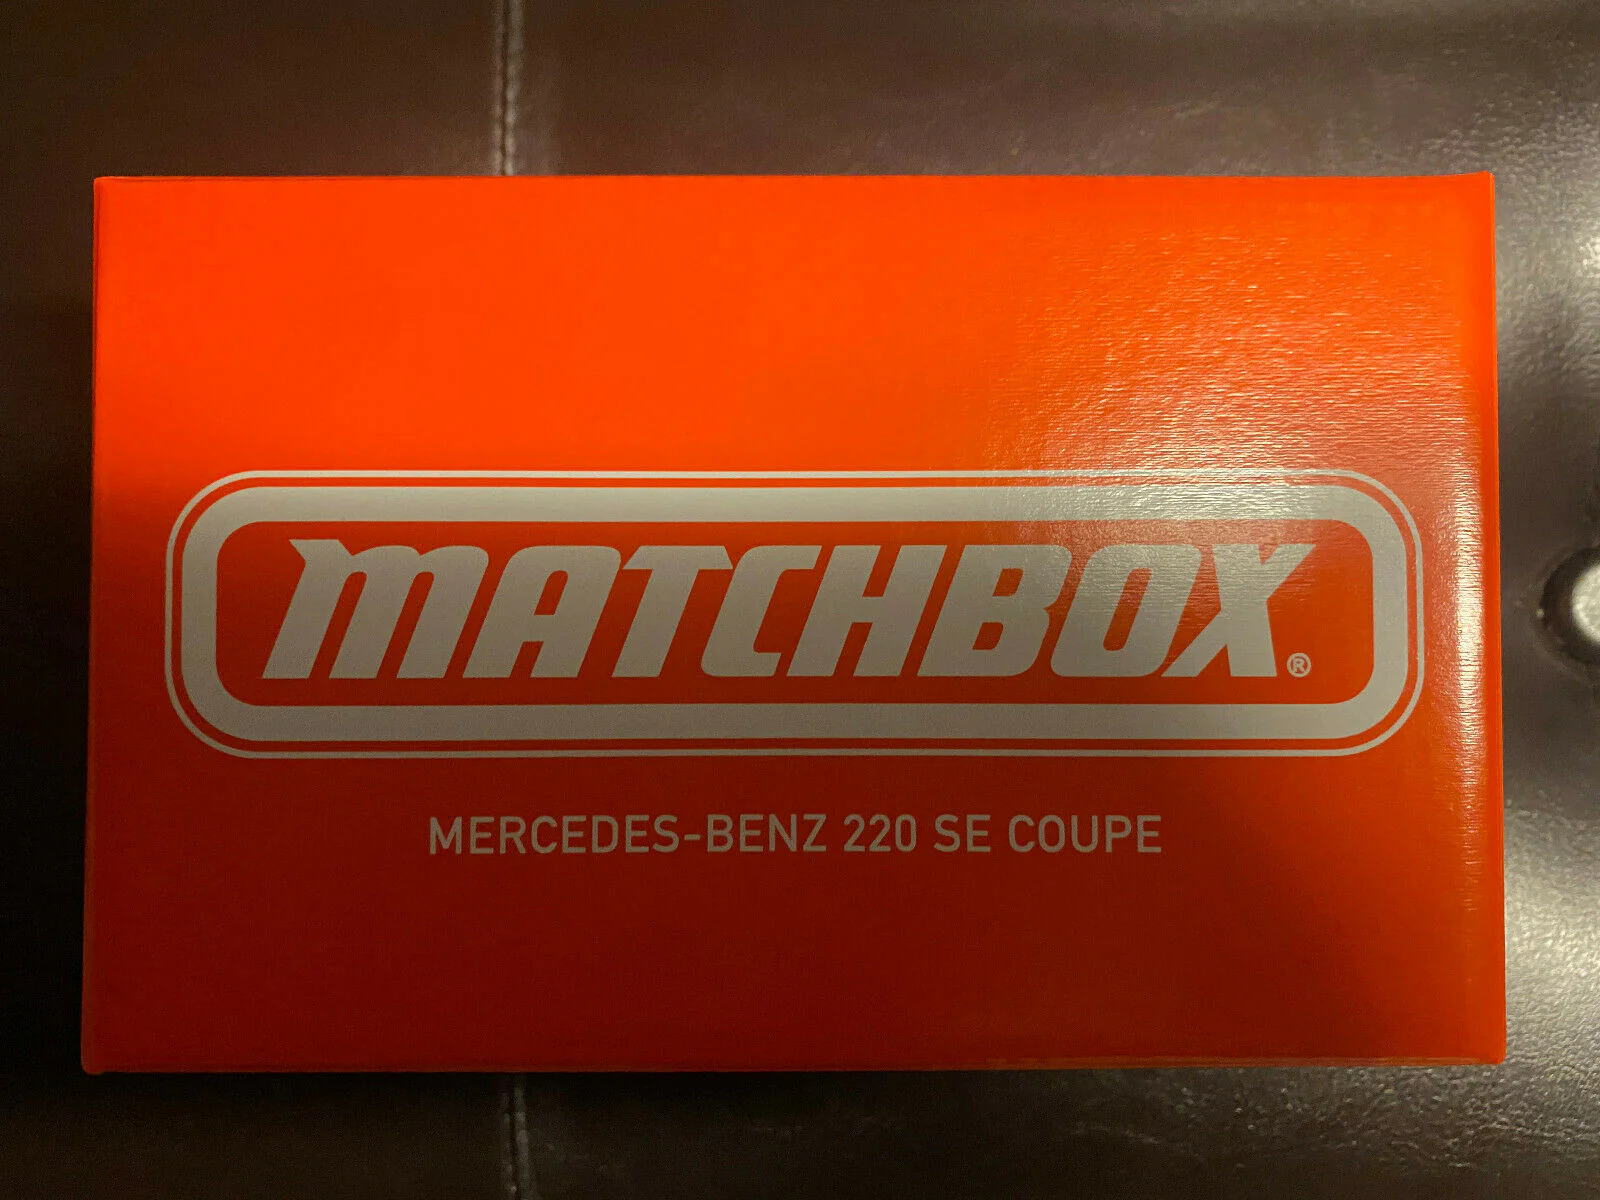 MATCHBOX®
MERCEDES-BENZ 220 SE COUPE